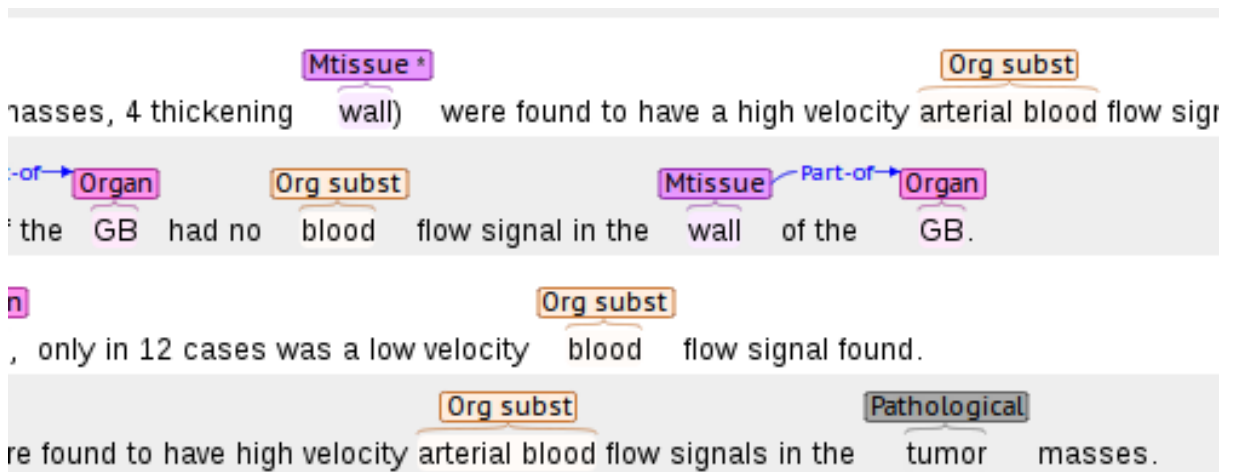 Mtissue * Org subst
masses, 4 thickening wall) were found to have a high velocity arterial blood flow
-of Organ Org subst Mtissue Part-of Organ
the GB had no blood flow signal in the wall of the GB.
n Org subst
, only in 12 cases was a low velocity blood flow signal found.
Org subst Pathological
re found to have high velocity arterial blood flow signals in the tumor masses.